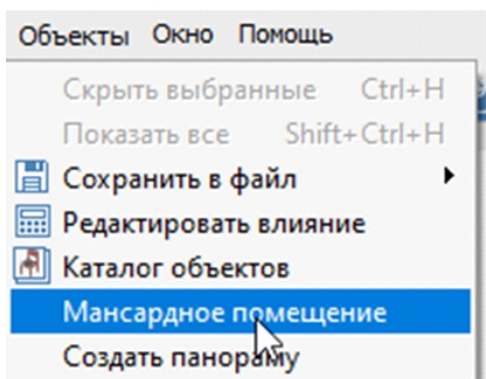 Объекты Окно Помощь
Скрыть выбранные Ctrl+H
Показать все Shift+Ctrl+H
Сохранить в файл
Редактировать влияние
Каталог объектов
Мансардное помещение
Создать панораму